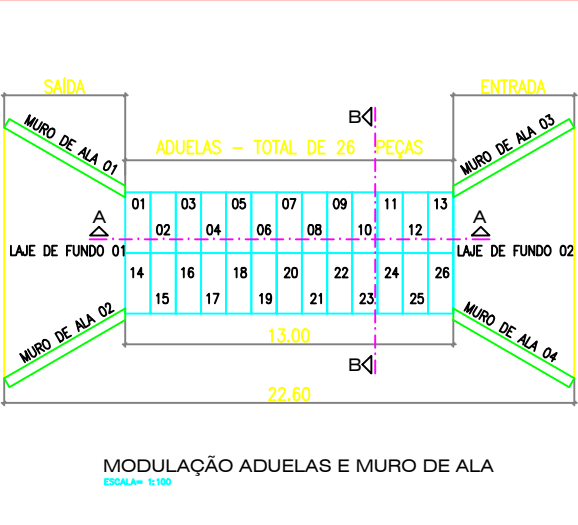 SAÍDA
ENTRADA
ADUELAS - TOTAL DE 26 PEÇAS
B
MURO DE ALA 01
MURO DE ALA 03
01 03 05 07 09 11 13
02 04 06 08 10 12
A
A
LAJE DE FUNDO 01
LAJE DE FUNDO 02
14 16 18 20 22 24 26
15 17 19 21 23 25
MURO DE ALA 02
MURO DE ALA 04
13.00
B
22.60
MODULAÇÃO ADUELAS E MURO DE ALA
ESCALA= 1:100